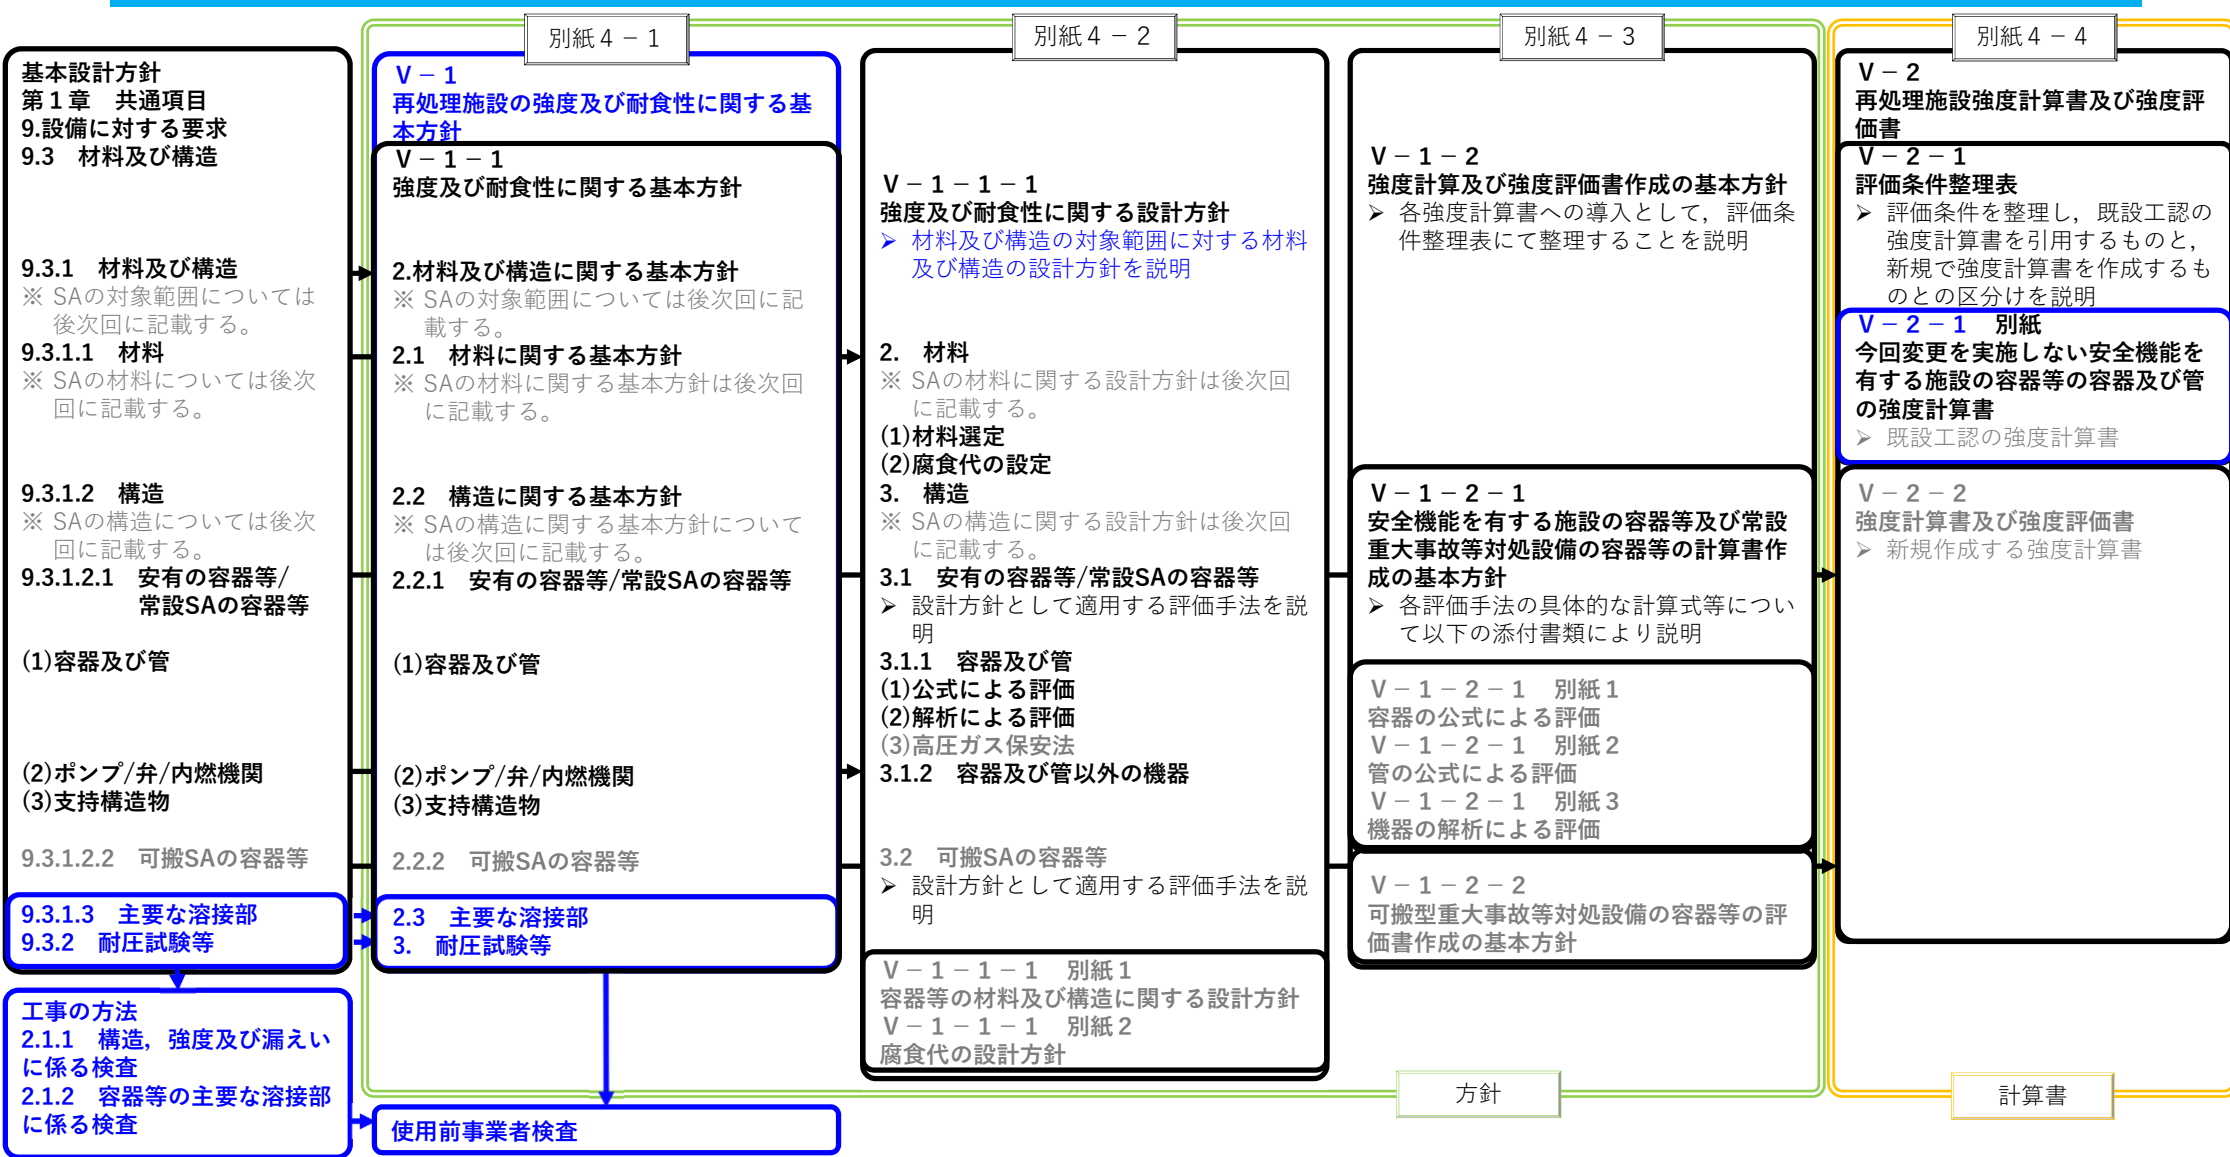 別紙４－１
別紙４－２
別紙４－３
別紙４－４
基本設計方針
第１章　共通項目
9.設備に対する要求
9.3　材料及び構造
9.3.1　材料及び構造
※ SAの対象範囲については
後次回に記載する。
9.3.1.1　材料
※ SAの材料については後次
回に記載する。
9.3.1.2　構造
※ SAの構造については後次
回に記載する。
9.3.1.2.1　安有の容器等/
常設SAの容器等
(1)容器及び管
(2)ポンプ/弁/内燃機関
(3)支持構造物
9.3.1.2.2　可搬SAの容器等
9.3.1.3　主要な溶接部
9.3.2　耐圧試験等
工事の方法
2.1.1　構造，強度及び漏えい
に係る検査
2.1.2　容器等の主要な溶接部
に係る検査
Ⅴ－１
再処理施設の強度及び耐食性に関する基
本方針
Ⅴ－１－１
強度及び耐食性に関する基本方針
2.材料及び構造に関する基本方針
※ SAの対象範囲については後次回に記
載する。
2.1　材料に関する基本方針
※ SAの材料に関する基本方針は後次回
に記載する。
2.2　構造に関する基本方針
※ SAの構造に関する基本方針について
は後次回に記載する。
2.2.1　安有の容器等/常設SAの容器等
(1)容器及び管
(2)ポンプ/弁/内燃機関
(3)支持構造物
2.2.2　可搬SAの容器等
2.3　主要な溶接部
3.　耐圧試験等
使用前事業者検査
Ⅴ－１－１－１
強度及び耐食性に関する設計方針
➢ 材料及び構造の対象範囲に対する材料
及び構造の設計方針を説明
2.　材料
※ SAの材料に関する設計方針は後次回
に記載する。
(1)材料選定
(2)腐食代の設定
3.　構造
※ SAの構造に関する設計方針は後次回
に記載する。
3.1　安有の容器等/常設SAの容器等
➢ 設計方針として適用する評価手法を説
明
3.1.1　容器及び管
(1)公式による評価
(2)解析による評価
(3)高圧ガス保安法
3.1.2　容器及び管以外の機器
3.2　可搬SAの容器等
➢ 設計方針として適用する評価手法を説
明
Ⅴ－１－１－１　別紙１
容器等の材料及び構造に関する設計方針
Ⅴ－１－１－１　別紙２
腐食代の設計方針
Ⅴ－１－２
強度計算及び強度評価書作成の基本方針
➢ 各強度計算書への導入として，評価条
件整理表にて整理することを説明
Ⅴ－１－２－１
安全機能を有する施設の容器等及び常設
重大事故等対処設備の容器等の計算書作
成の基本方針
➢ 各評価手法の具体的な計算式等につい
て以下の添付書類により説明
Ⅴ－１－２－１　別紙１
容器の公式による評価
Ⅴ－１－２－１　別紙２
管の公式による評価
Ⅴ－１－２－１　別紙３
機器の解析による評価
Ⅴ－１－２－２
可搬型重大事故等対処設備の容器等の評
価書作成の基本方針
方針
Ⅴ－２
再処理施設強度計算書及び強度評
価書
Ⅴ－２－１
評価条件整理表
➢ 評価条件を整理し，既設工認の
強度計算書を引用するものと，
新規で強度計算書を作成するも
のとの区分けを説明
Ⅴ－２－１　別紙
今回変更を実施しない安全機能を
有する施設の容器等の容器及び管
の強度計算書
➢ 既設工認の強度計算書
Ⅴ－２－２
強度計算書及び強度評価書
➢ 新規作成する強度計算書
計算書